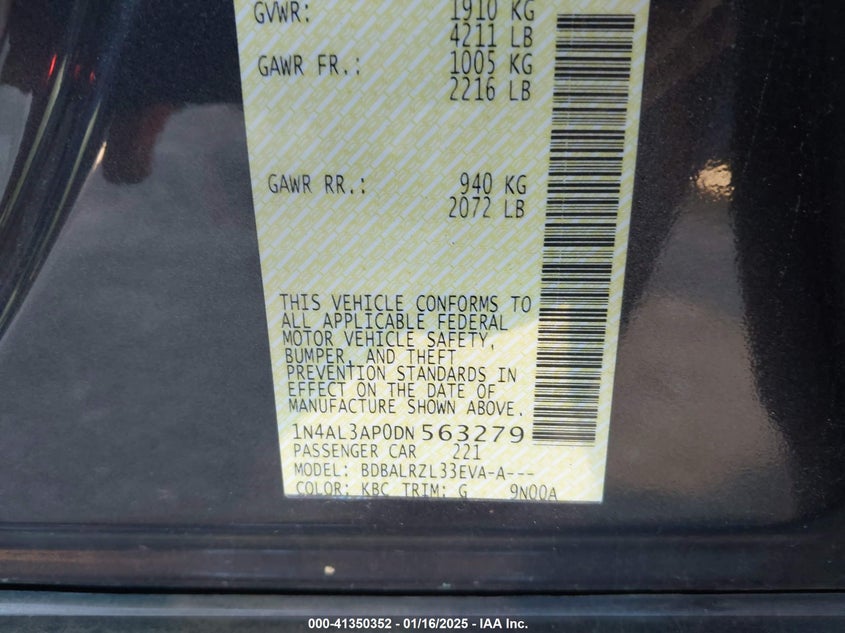 GVWR: 1910 KG
4211 LB
GAWR FR.: 1005 KG
2216 LB
GAWR RR.: 940 KG
2072 LB
THIS VEHICLE CONFORMS TO
ALL APPLICABLE FEDERAL
MOTOR VEHICLE SAFETY,
BUMPER, AND THEFT
PREVENTION STANDARDS IN
EFFECT ON THE DATE OF
MANUFACTURE SHOWN ABOVE.
1N4AL3AP0DN 563279
PASSENGER CAR 221
MODEL: BDBALRZL33EVA-A---
COLOR: KBC TRIM: G 9N00A
000-41350352 - 01/16/2025 - IAA Inc.